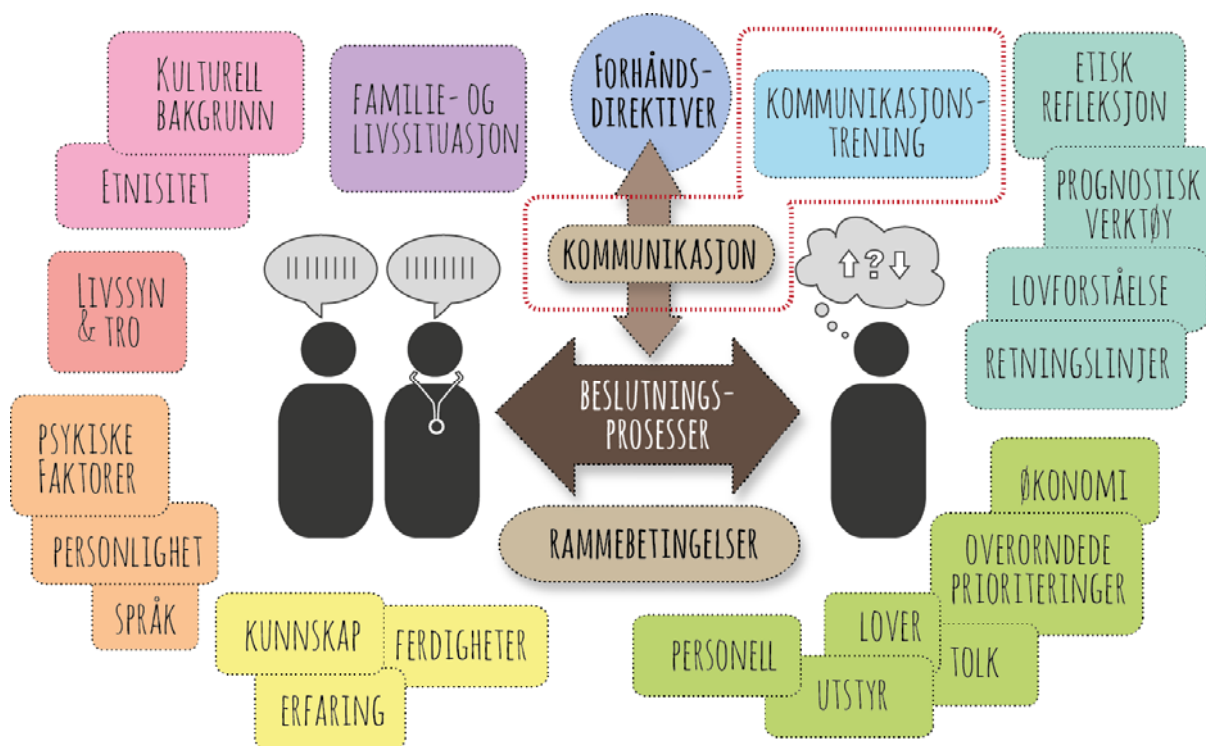 KULTURELL
BAKGRUNN
ETNISITET
FAMILIE- OG
LIVSSITUASJON
FORHÅNDS-
DIREKTIVER
KOMMUNIKASJONS-
TRENING
ETISK
REFLEKSJON
PROGNOSTISK
VERKTØY
LOVFORSTÅELSE
RETNINGSLINJER
KOMMUNIKASJON
?
LIVSSYN
& TRO
BESLUTNINGS-
PROSESSER
RAMMEBETINGELSER
PSYKISKE
FAKTORER
PERSONLIGHET
SPRÅK
KUNNSKAP
FERDIGHETER
ERFARING
ØKONOMI
OVERORNDEDE
PRIORITERINGER
LOVER
TOLK
PERSONELL
UTSTYR